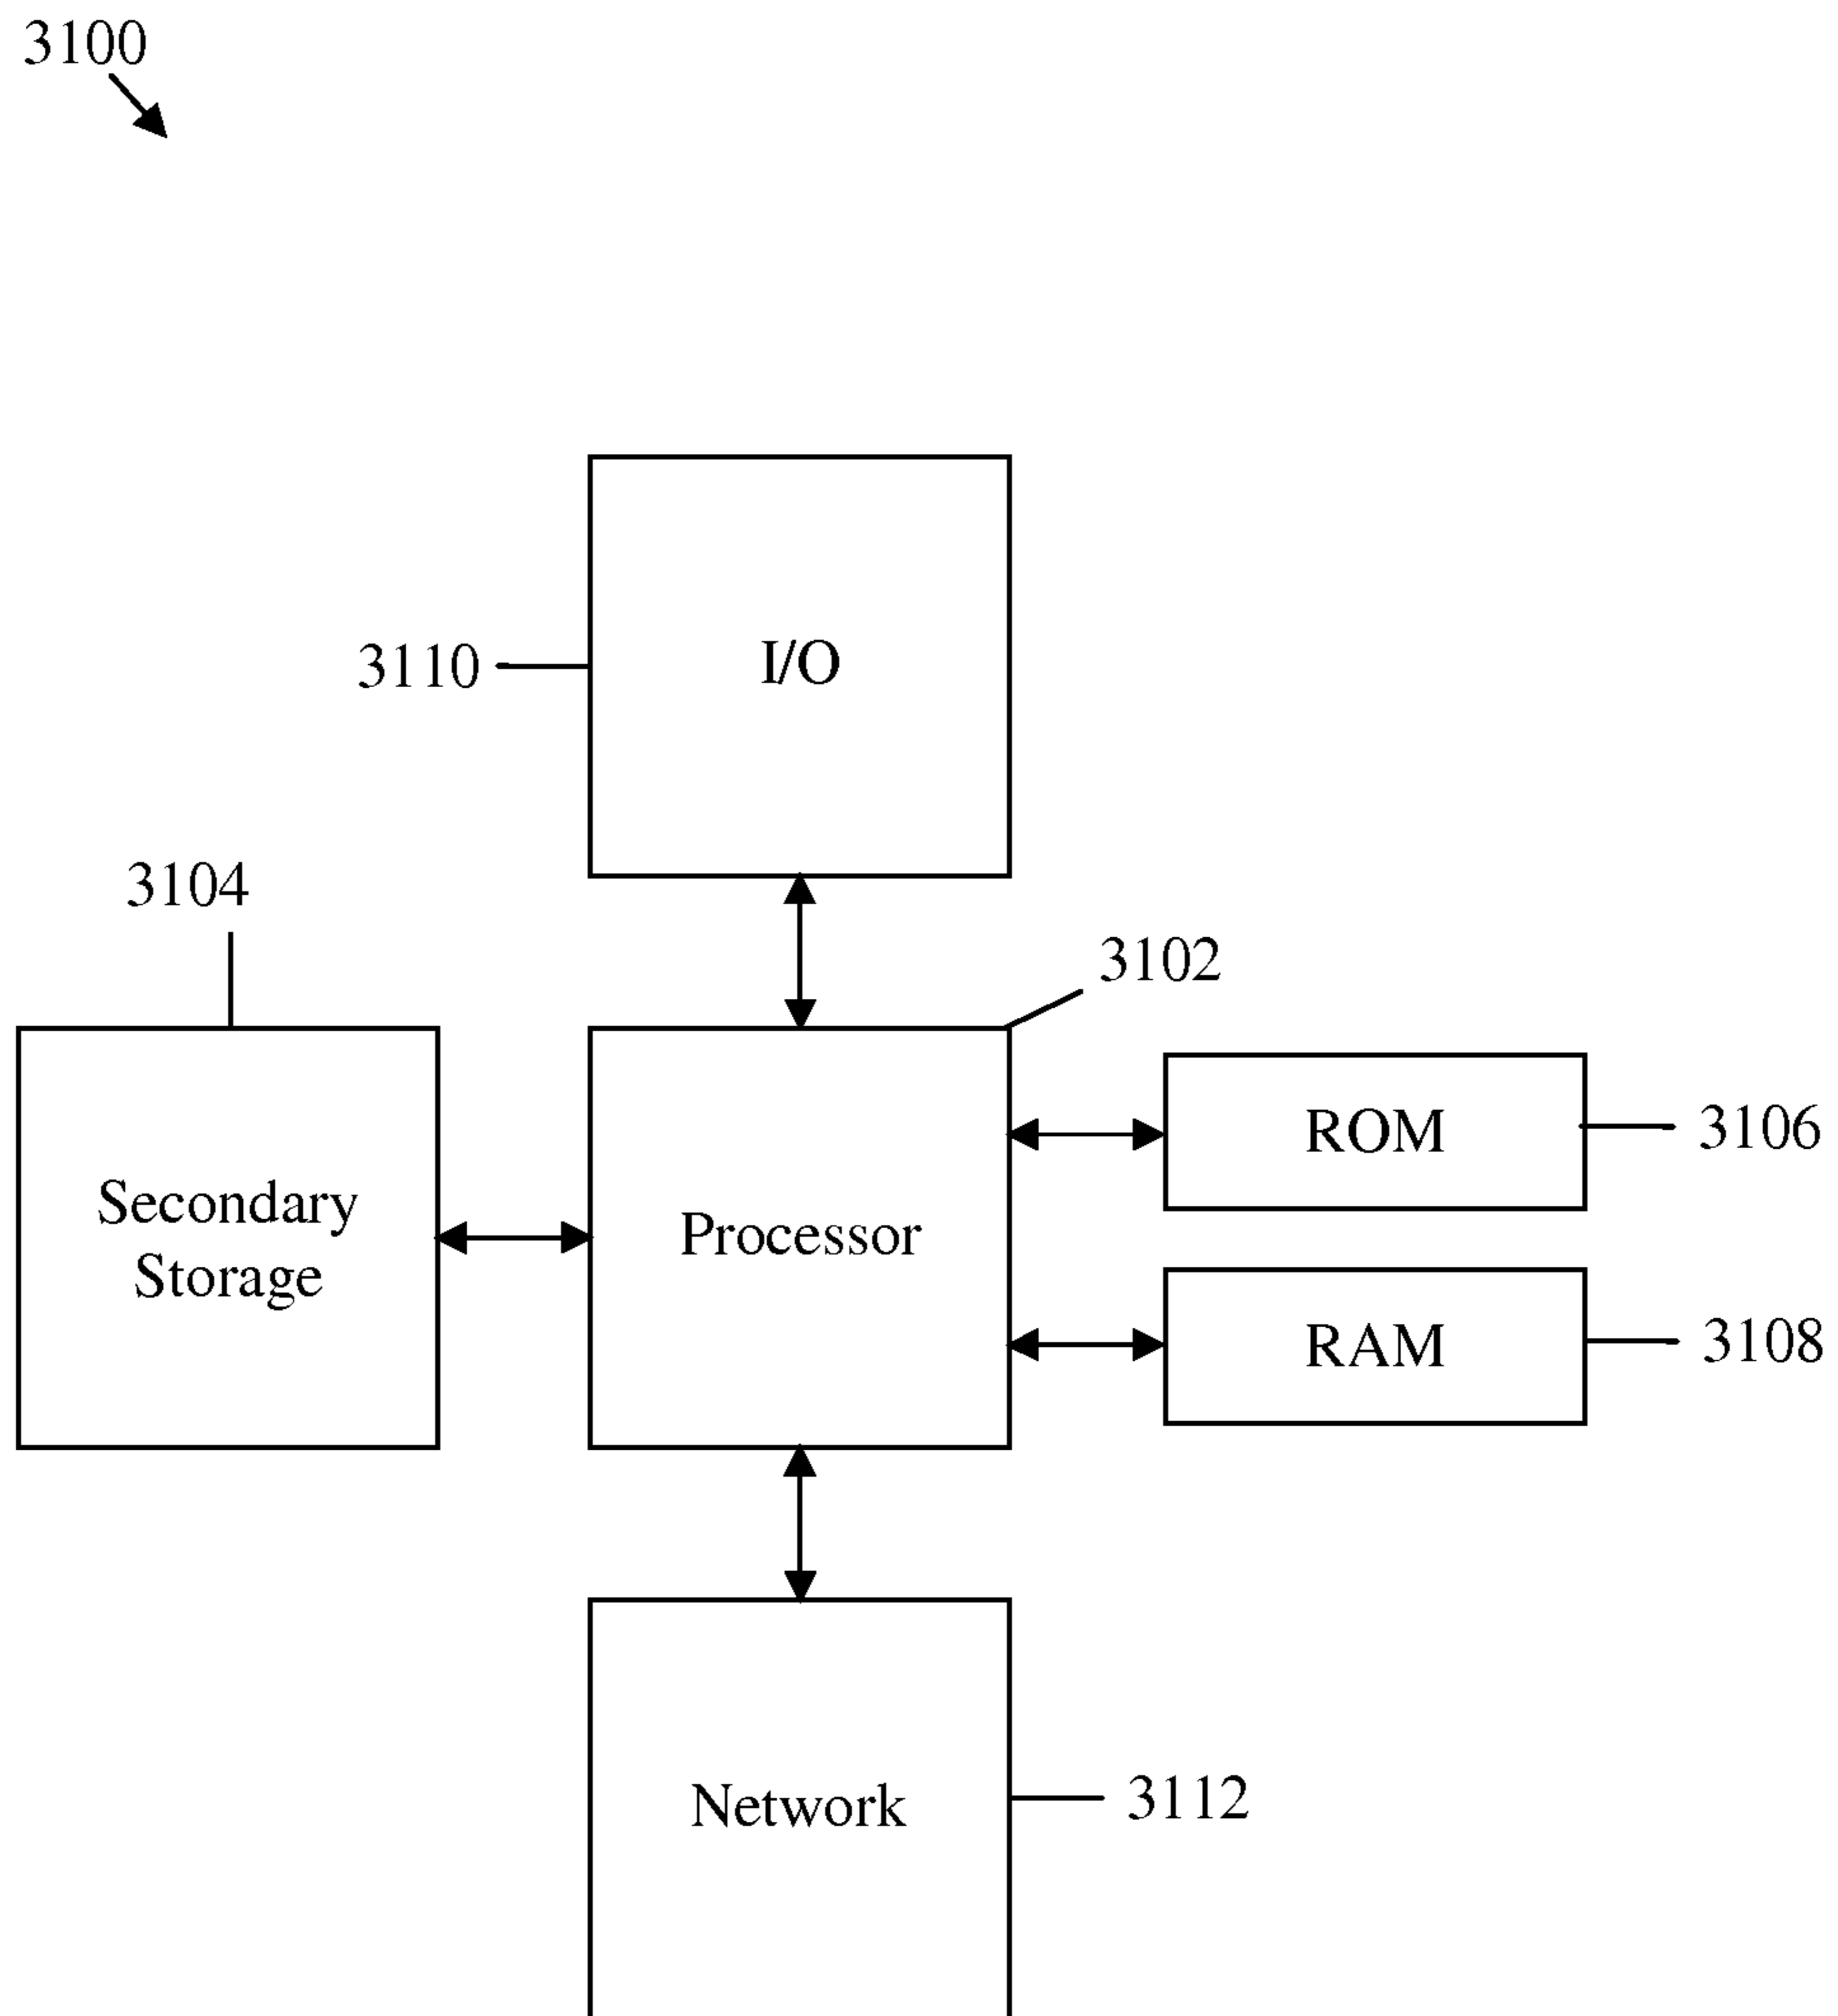 3100
3110
I/O
3104
3102
ROM
3106
Secondary
Storage
Processor
RAM
3108
Network
3112